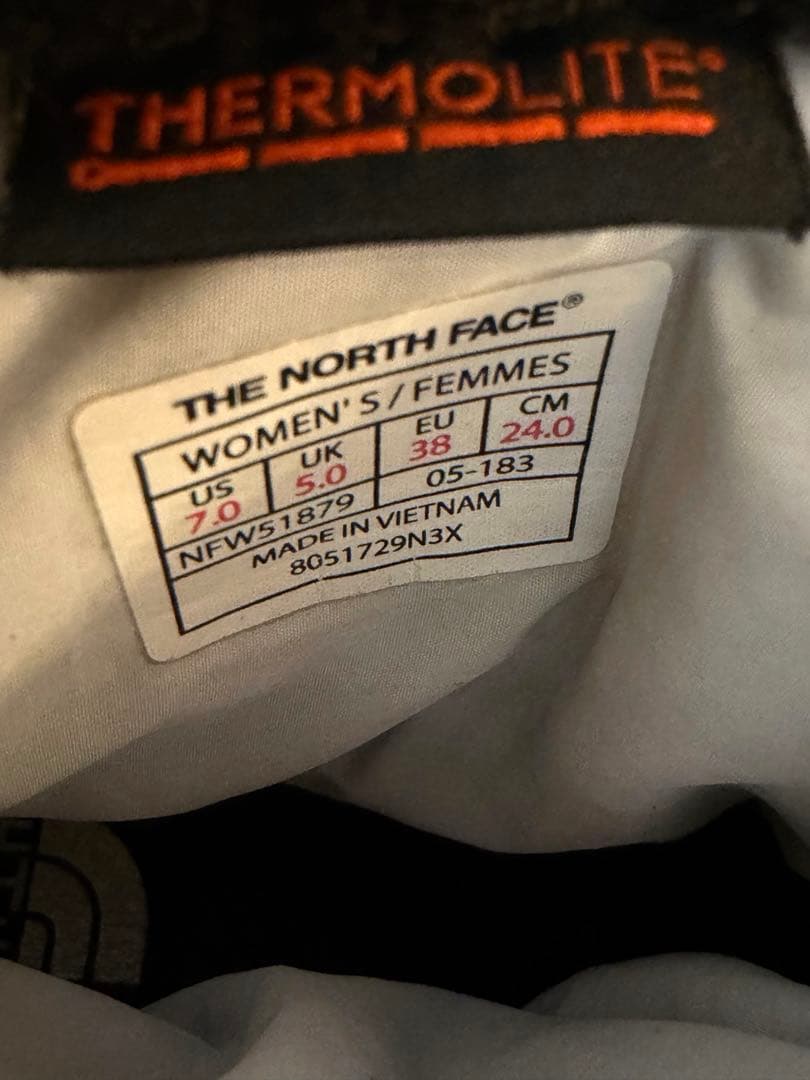 THERMOLITE®
THE NORTH FACE®
WOMEN'S/FEMMES
US UK EU CM
7.0 5.0 38 24.0
NFW51879 05-183
MADE IN VIETNAM
8051729N3X